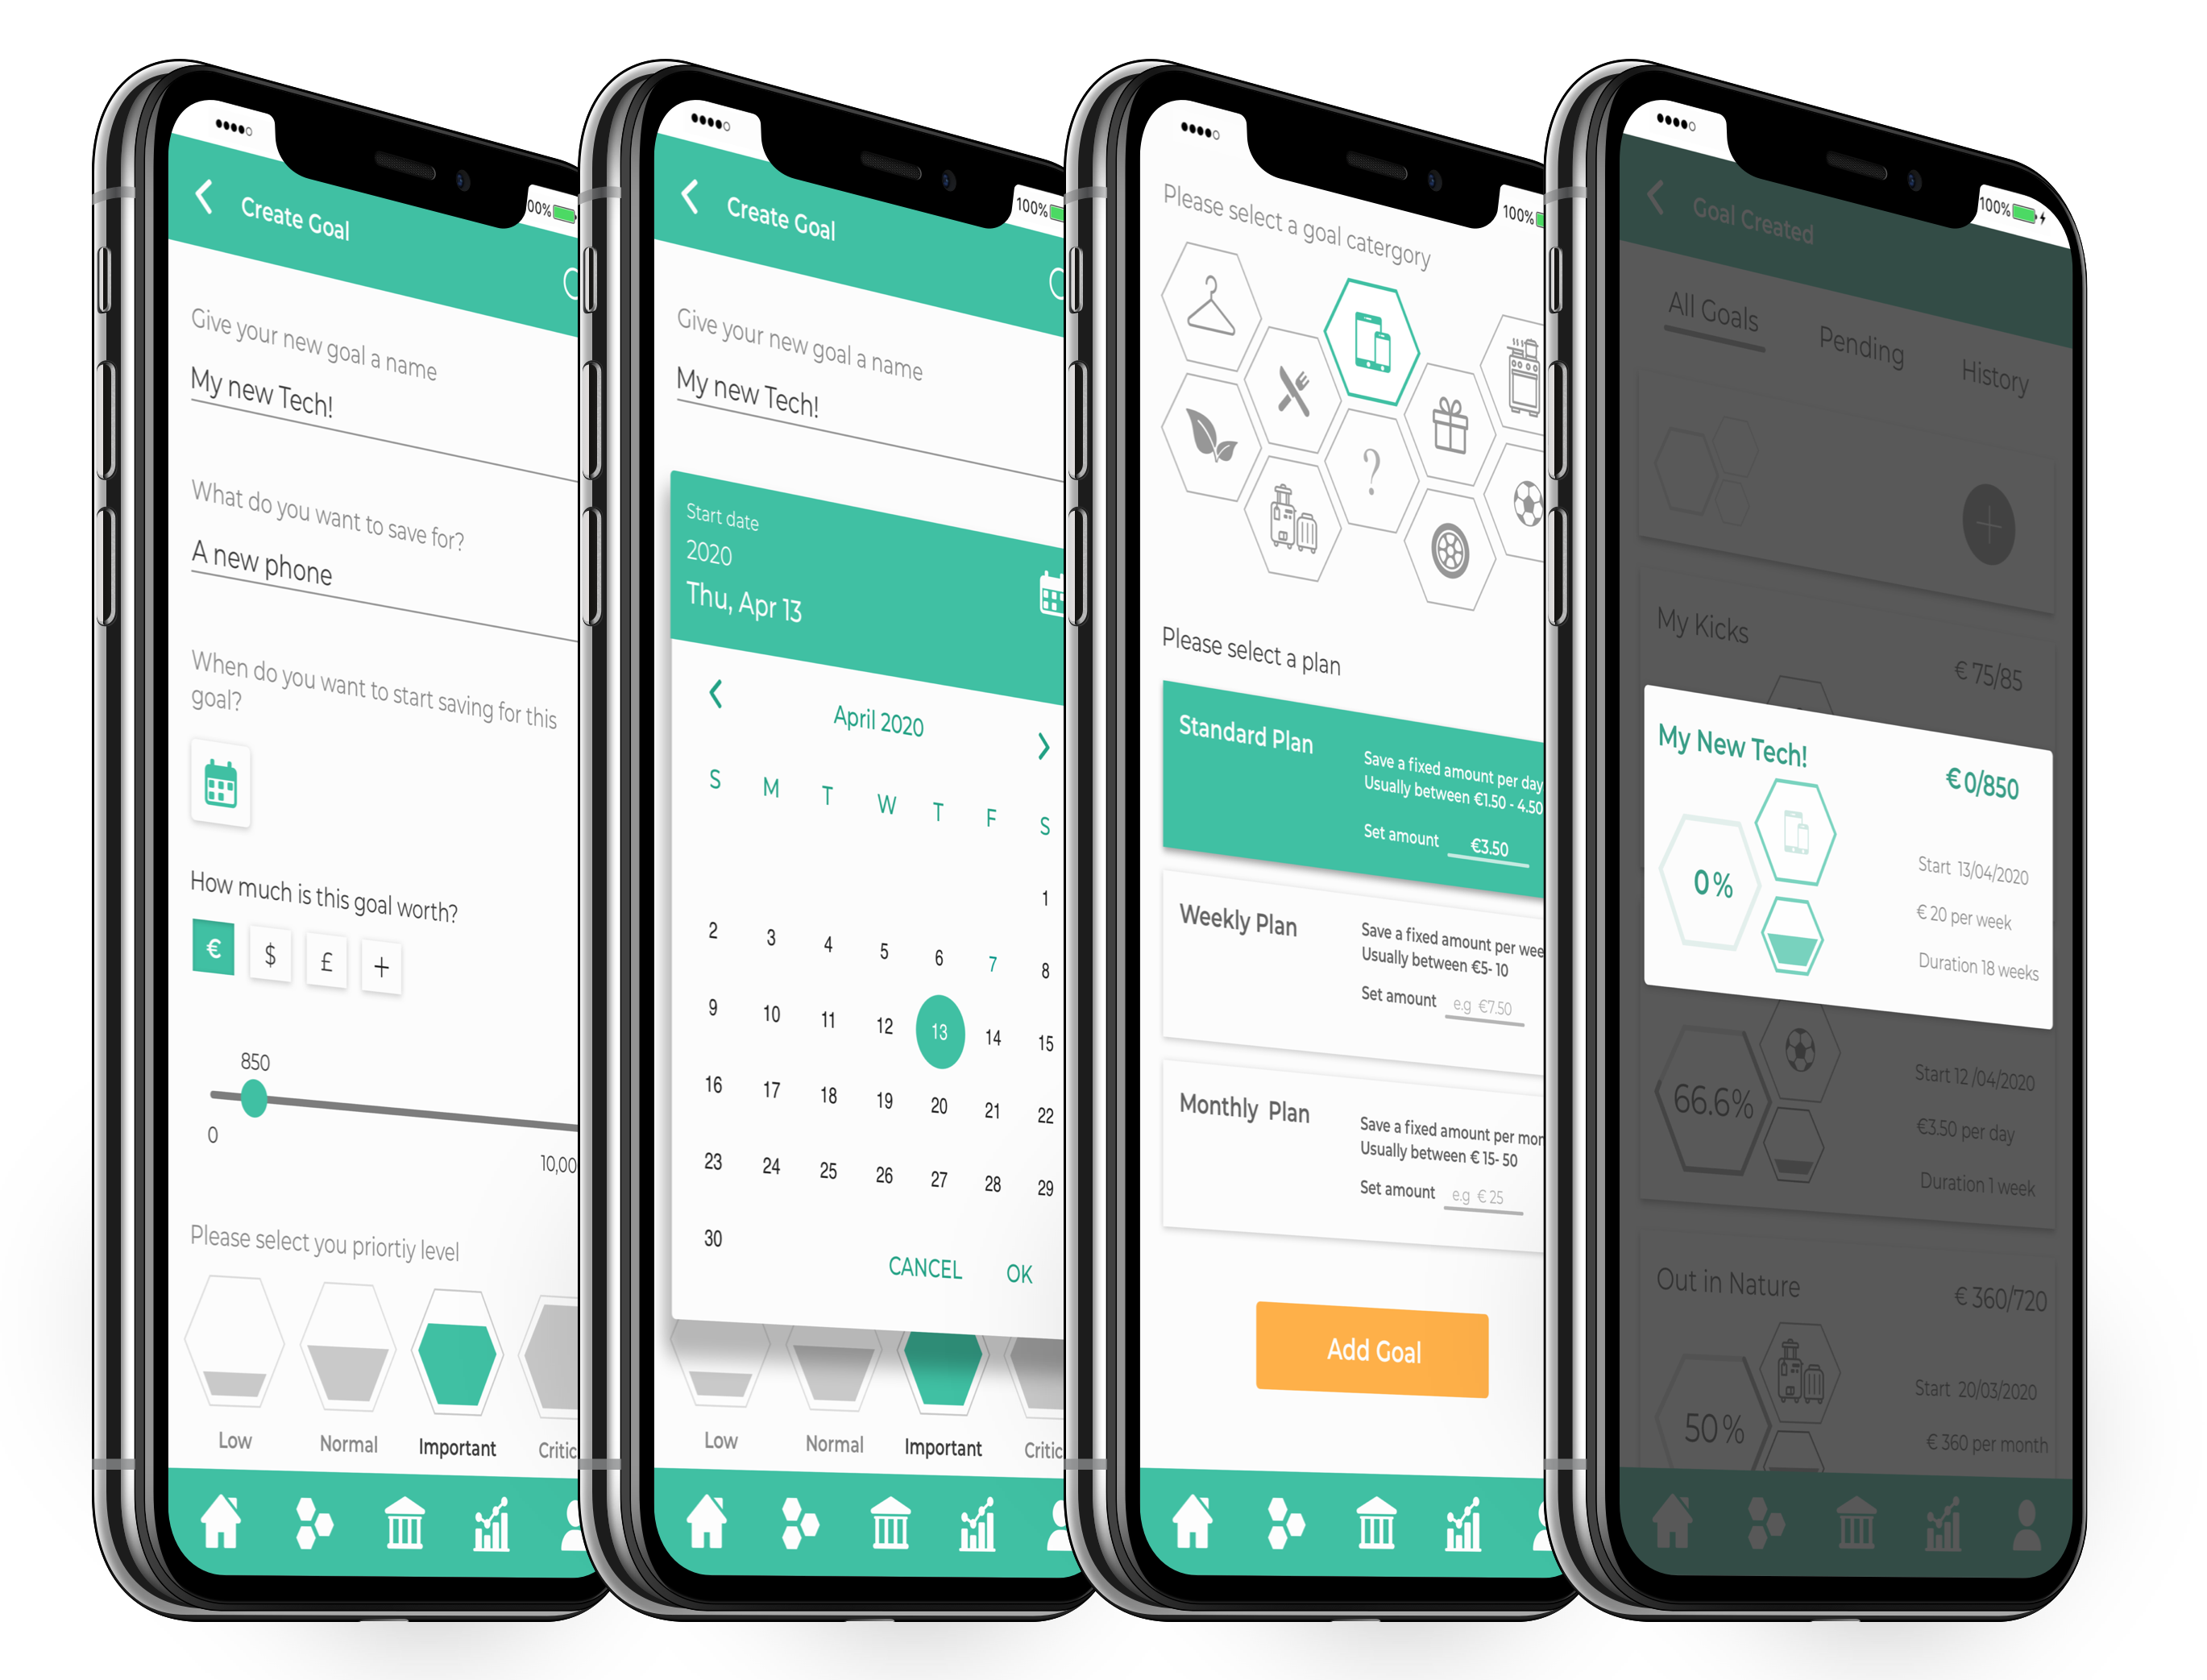 Create Goal
00%
Give your new goal a name
My new Tech!
What do you want to save for?
A new phone
When do you want to start saving for this
goal?
How much is this goal worth?
€ $ £ +
850
0
10,00
Please select you priortiy level
Low Normal Important Critic
100%
Create Goal
Give your new goal a name
My new Tech!
Start date
2020
Thu, Apr 13
April 2020
S M T W T F S
1
2 3 4 5 6 7 8
9 10 11 12 13 14 15
16 17 18 19 20 21 22
23 24 25 26 27 28 29
30
CANCEL OK
Low Normal Important Critic
100%
Please select a goal catergory
?
Please select a plan
Standard Plan
Save a fixed amount per day
Usually between €1.50 - 4.50
Set amount €3.50
Weekly Plan
Save a fixed amount per wee
Usually between €5- 10
Set amount e.g €7.50
Monthly Plan
Save a fixed amount per mon
Usually between € 15- 50
Set amount e.g € 25
Add Goal
100%
Goal Created
All Goals Pending History
+
My Kicks
€ 75/85
My New Tech!
€ 0/850
0%
Start 13/04/2020
€ 20 per week
Duration 18 weeks
66.6%
Start 12 /04/2020
€3.50 per day
Duration 1 week
Out in Nature
€ 360/720
50%
Start 20/03/2020
€ 360 per month